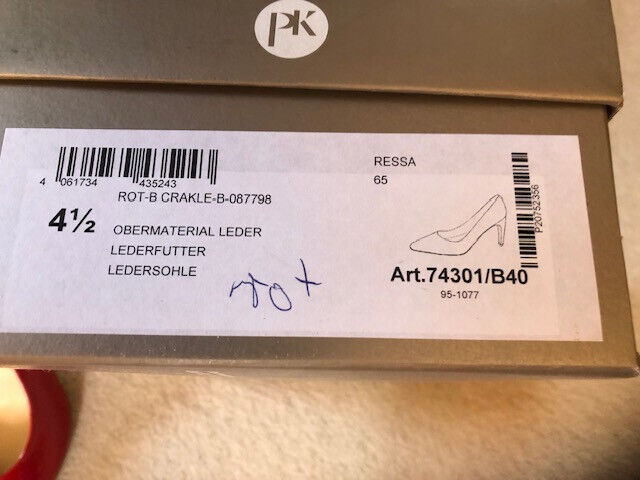 PK
4 061734 435243
ROT-B CRAKLE-B-087798
4½
OBERMATERIAL LEDER
LEDERFUTTER
LEDERSOHLE
rot
RESSA
65
P20752356
Art.74301/B40
95-1077